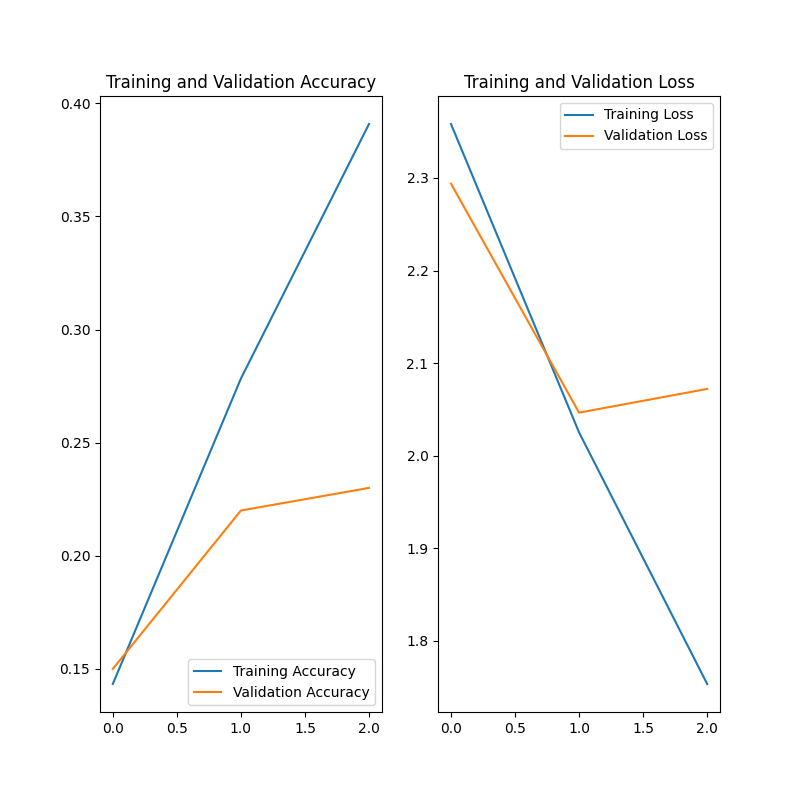 Training and Validation Accuracy
0.40
0.35
0.30
0.25
0.20
0.15
Training Accuracy
Validation Accuracy
0.0 0.5 1.0 1.5 2.0
Training and Validation Loss
Training Loss
Validation Loss
2.3
2.2
2.1
2.0
1.9
1.8
0.0 0.5 1.0 1.5 2.0